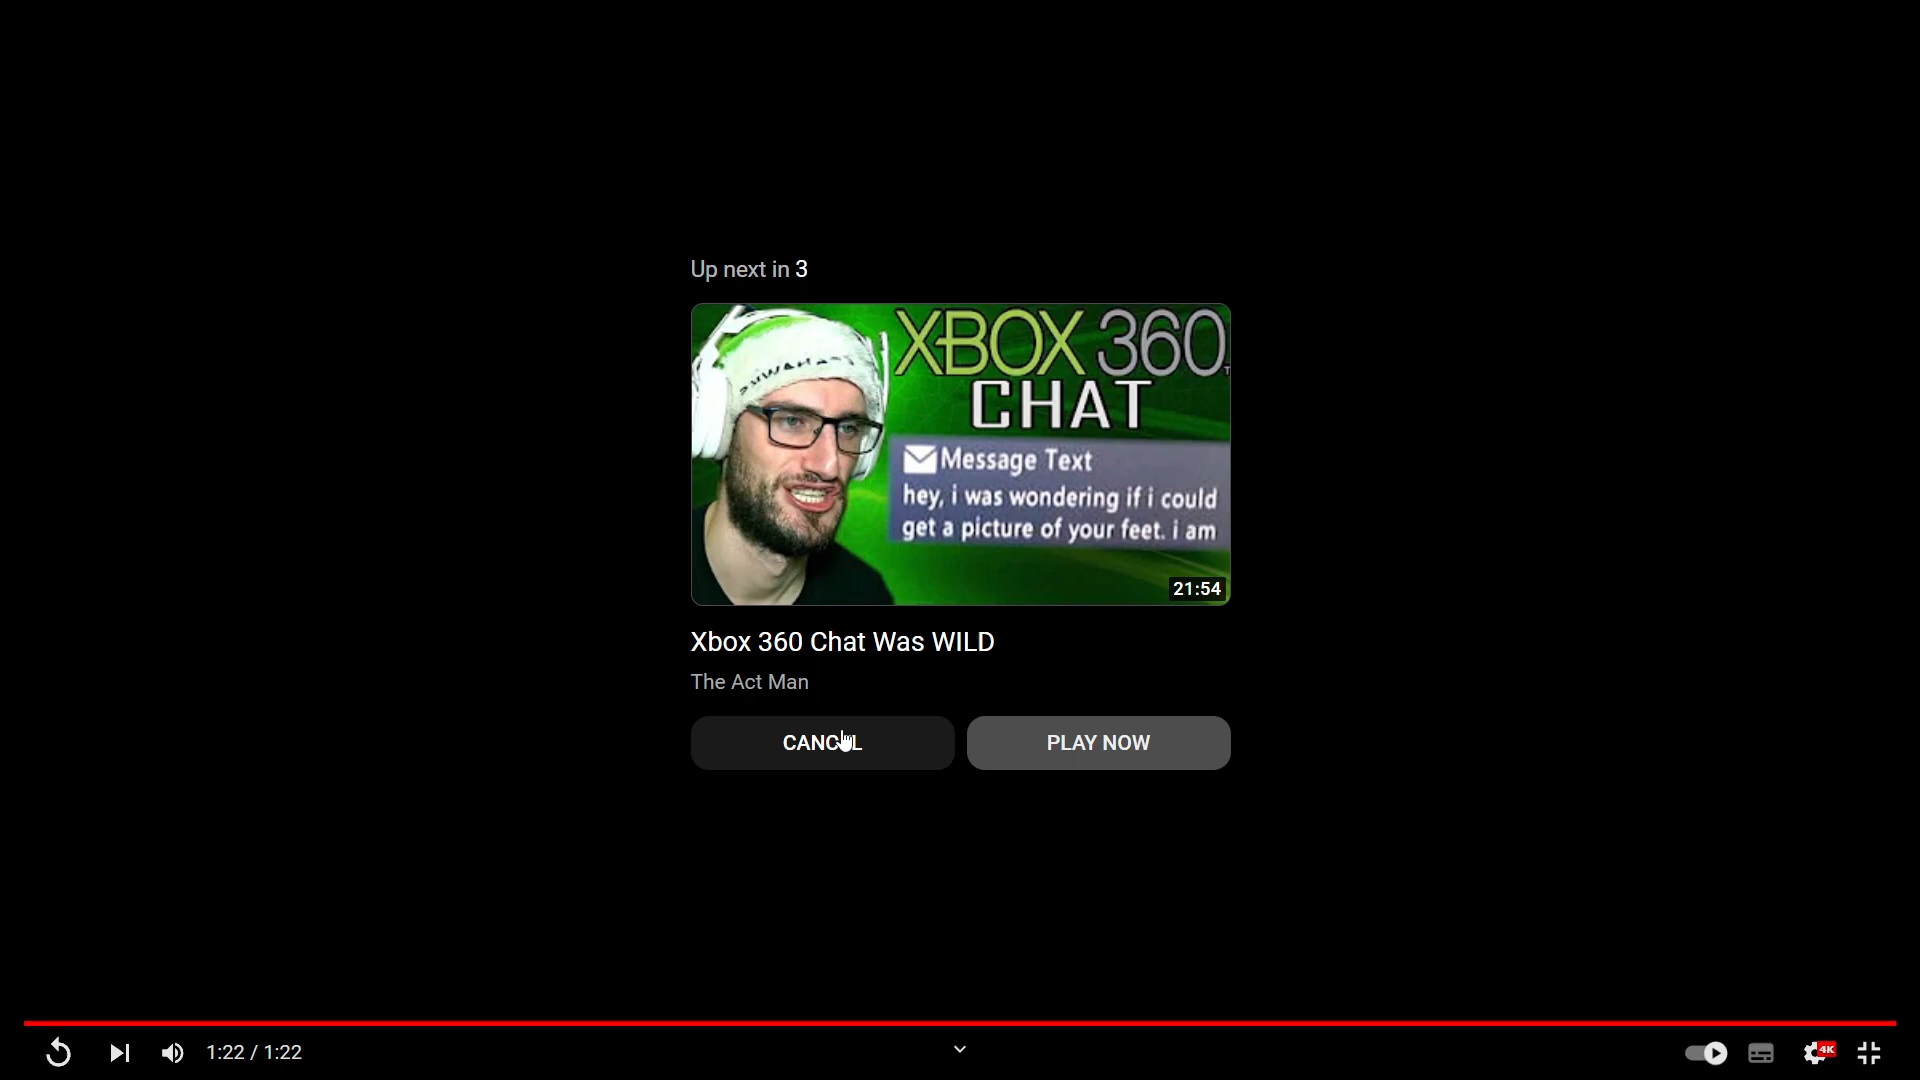 Up next in 3
XBOX 360
CHAT
Message Text
hey, i was wondering if i could
get a picture of your feet. i am
21:54
Xbox 360 Chat Was WILD
The Act Man
PLAY NOW
1:22 / 1:22
4K